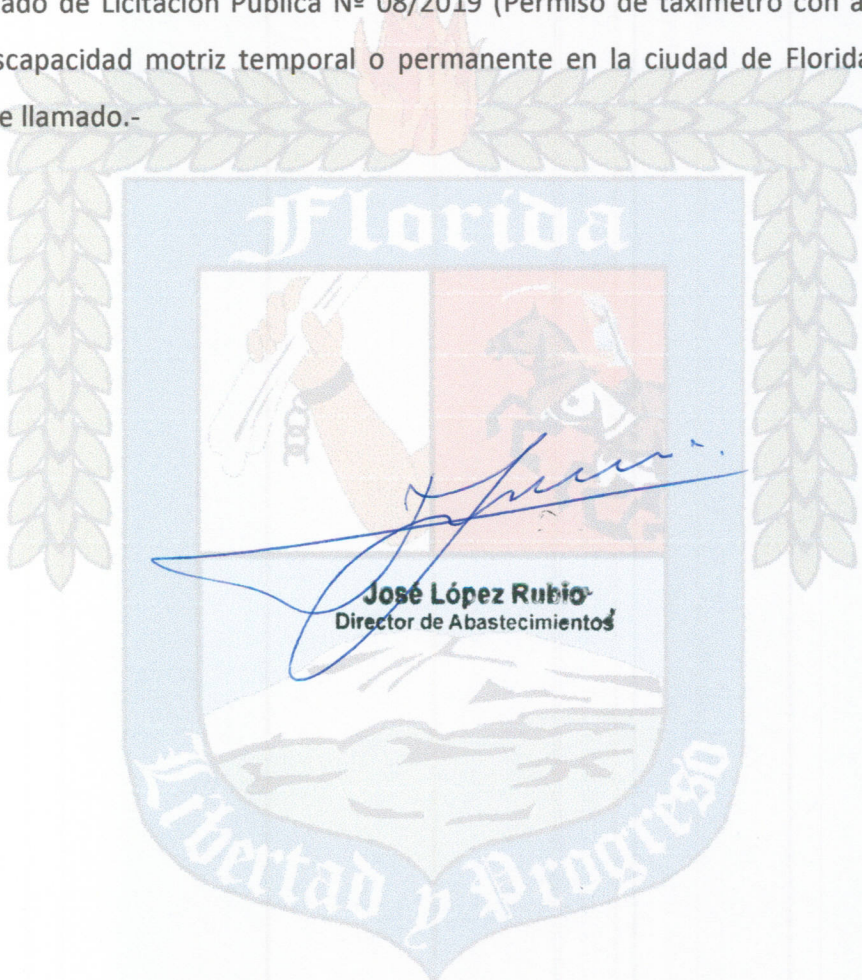 ado de Licitación Pública Nº 08/2019 (Permiso de taxímetro con a
scapacidad motriz temporal o permanente en la ciudad de Florida
e llamado.-
Florida
José López Rubio
Director de Abastecimientos
Libertad y Progreso